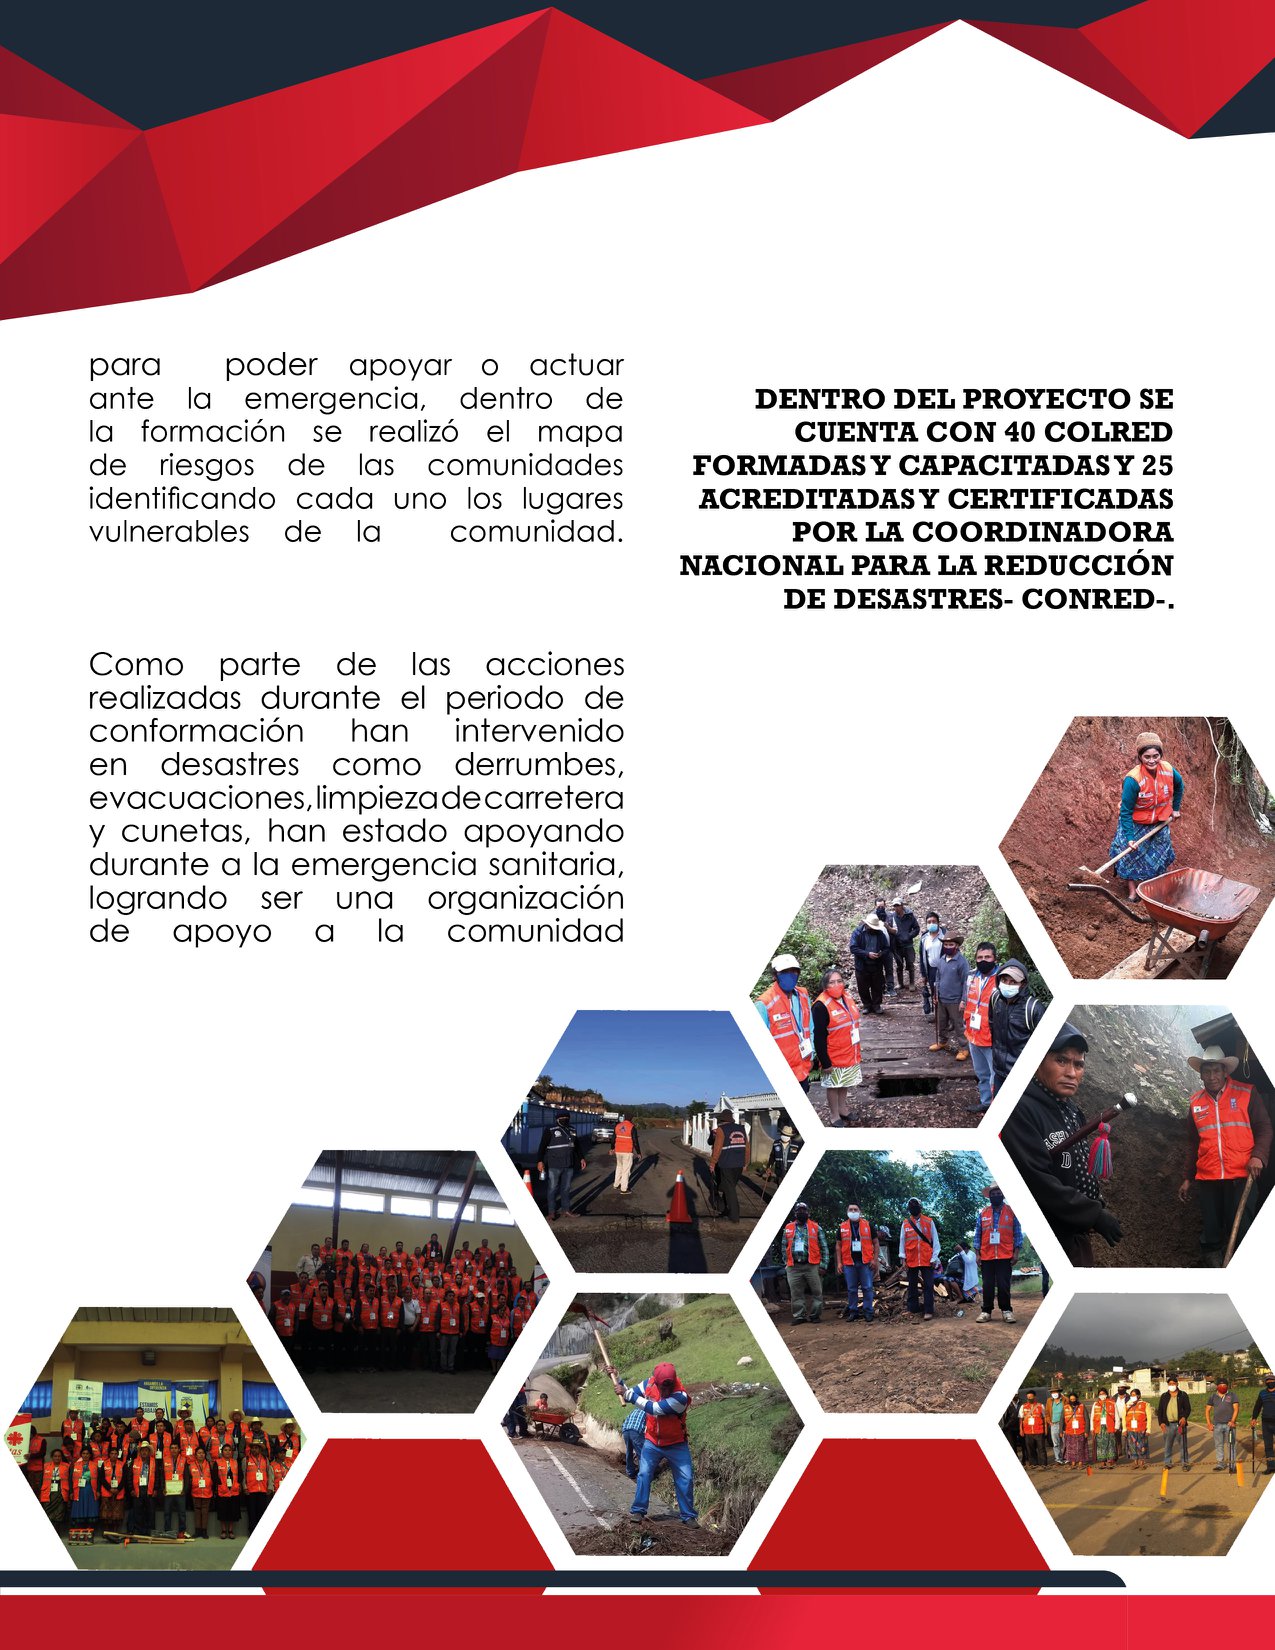 para poder apoyar o actuar
ante la emergencia, dentro de
la formación se realizó el mapa
de riesgos de las comunidades
identificando cada uno los lugares
vulnerables de la comunidad.
Como parte de las acciones
realizadas durante el periodo de
conformación han intervenido
en desastres como derrumbes,
evacuaciones, limpieza de carretera
y cunetas, han estado apoyando
durante a la emergencia sanitaria,
logrando ser una organización
de apoyo a la comunidad
DENTRO DEL PROYECTO SE
CUENTA CON 40 COLRED
FORMADAS Y CAPACITADAS Y 25
ACREDITADAS Y CERTIFICADAS
POR LA COORDINADORA
NACIONAL PARA LA REDUCCIÓN
DE DESASTRES- CONRED-.